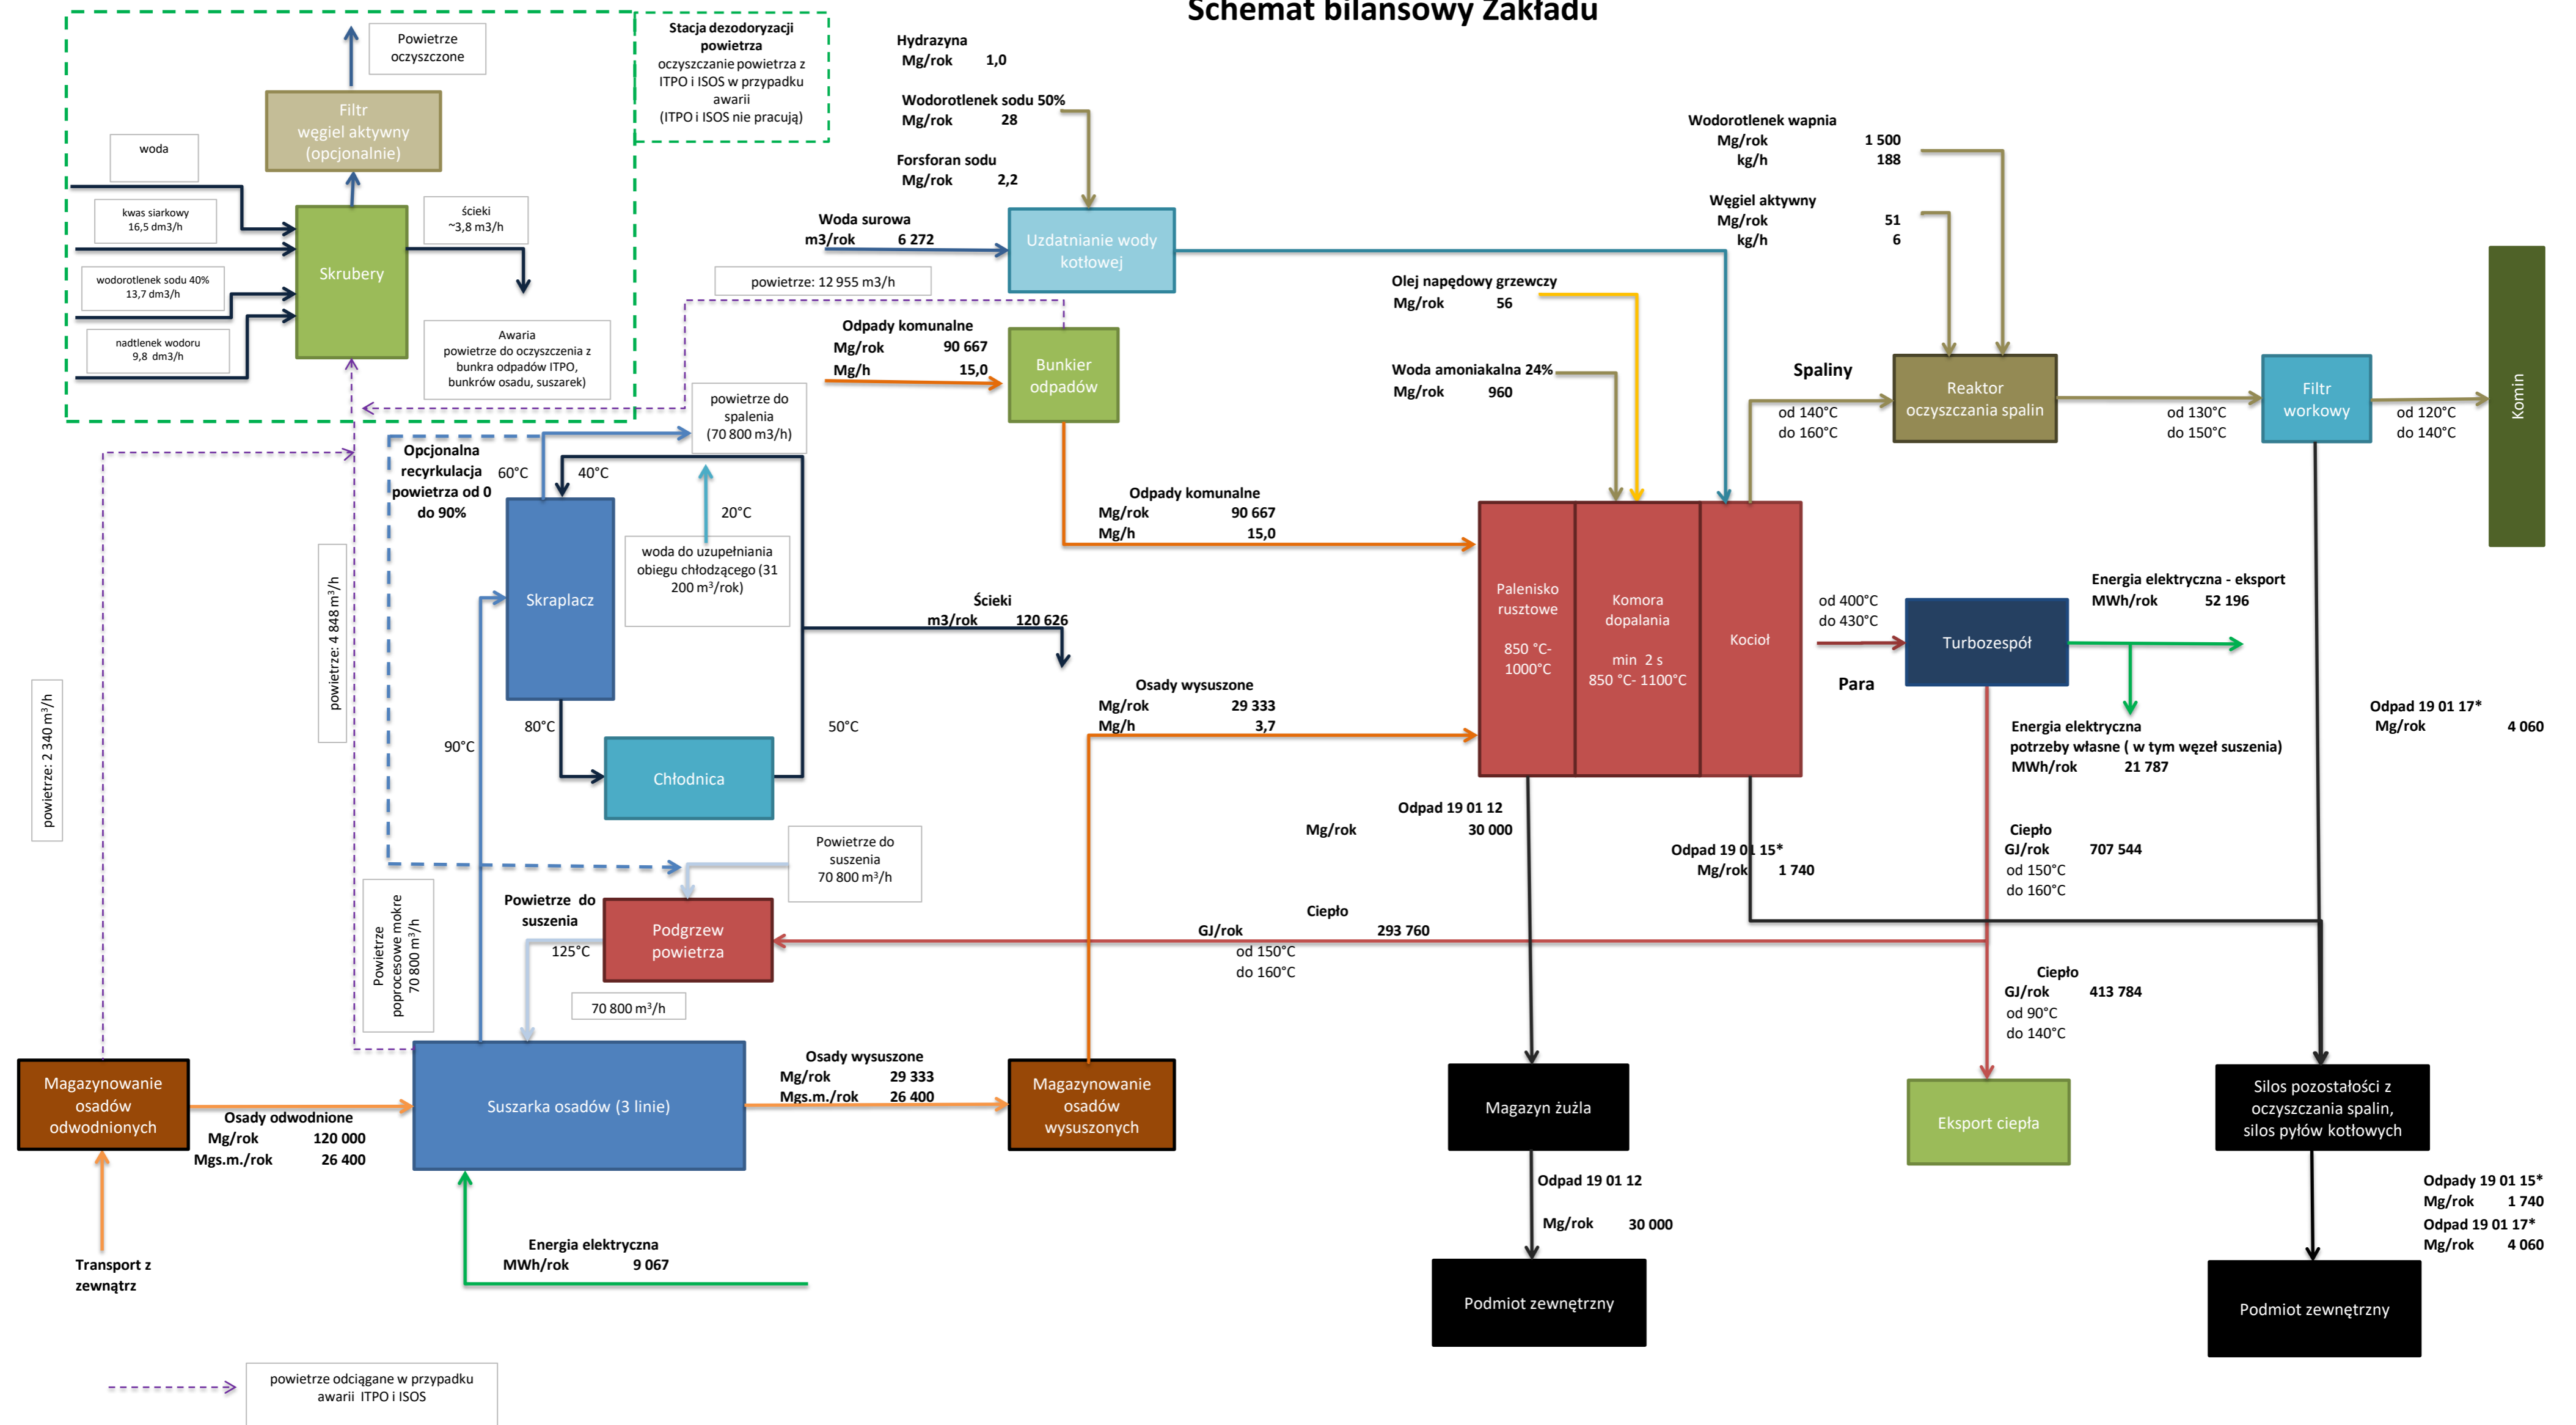 Schemat bilansowy Zakładu
Powietrze
oczyszczone
Stacja dezodoryzacji
powietrza
oczyszczanie powietrza z
ITPO i ISOS w przypadku
awarii
(ITPO i ISOS nie pracują)
Filtr
węgiel aktywny
(opcjonalnie)
woda
kwas siarkowy
16,5 dm3/h
wodorotlenek sodu 40%
13,7 dm3/h
nadtlenek wodoru
9,8 dm3/h
Skrubery
ścieki
~3,8 m3/h
Awaria
powietrze do oczyszczenia z
bunkra odpadów ITPO,
bunkrów osadu, suszarek)
Hydrazyna
Mg/rok 1,0
Wodorotlenek sodu 50%
Mg/rok 28
Forsforan sodu
Mg/rok 2,2
Woda surowa
m3/rok 6 272
Uzdatnianie wody
kotłowej
powietrze: 12 955 m3/h
Odpady komunalne
Mg/rok 90 667
Mg/h 15,0
Bunkier
odpadów
Wodorotlenek wapnia
Mg/rok 1 500
kg/h 188
Węgiel aktywny
Mg/rok 51
kg/h 6
Olej napędowy grzewczy
Mg/rok 56
Woda amoniakalna 24%
Mg/rok 960
Spaliny
od 140°C
do 160°C
Reaktor
oczyszczania spalin
od 130°C
do 150°C
Filtr
workowy
od 120°C
do 140°C
Komin
powietrze do
spalenia
(70 800 m3/h)
Opcjonalna
recyrkulacja
powietrza od 0
do 90%
60°C
40°C
20°C
Skraplacz
woda do uzupełniania
obiegu chłodzącego (31
200 m³/rok)
Odpady komunalne
Mg/rok 90 667
Mg/h 15,0
Ścieki
m3/rok 120 626
Palenisko
rusztowe
850 °C-
1000°C
Komora
dopalania
min 2 s
850 °C- 1100°C
Kocioł
od 400°C
do 430°C
Para
Turbozespół
Energia elektryczna - eksport
MWh/rok 52 196
Energia elektryczna
potrzeby własne ( w tym węzeł suszenia)
MWh/rok 21 787
Odpad 19 01 17*
Mg/rok 4 060
powietrze: 4 848 m³/h
powietrze: 2 340 m³/h
90°C
80°C
50°C
Chłodnica
Osady wysuszone
Mg/rok 29 333
Mg/h 3,7
Odpad 19 01 12
Mg/rok 30 000
Odpad 19 01 15*
Mg/rok 1 740
Ciepło
GJ/rok 707 544
od 150°C
do 160°C
Powietrze do
suszenia
70 800 m³/h
Powietrze
poprocesowe mokre
70 800 m³/h
Powietrze do
suszenia
125°C
Podgrzew
powietrza
70 800 m³/h
Ciepło
GJ/rok 293 760
od 150°C
do 160°C
Ciepło
GJ/rok 413 784
od 90°C
do 140°C
Magazynowanie
osadów
odwodnionych
Osady odwodnione
Mg/rok 120 000
Mgs.m./rok 26 400
Suszarka osadów (3 linie)
Osady wysuszone
Mg/rok 29 333
Mgs.m./rok 26 400
Magazynowanie
osadów
wysuszonych
Magazyn żużla
Eksport ciepła
Silos pozostałości z
oczyszczania spalin,
silos pyłów kotłowych
Odpad 19 01 12
Mg/rok 30 000
Odpady 19 01 15*
Mg/rok 1 740
Odpad 19 01 17*
Mg/rok 4 060
Transport z
zewnątrz
Energia elektryczna
MWh/rok 9 067
Podmiot zewnętrzny
Podmiot zewnętrzny
powietrze odciągane w przypadku
awarii ITPO i ISOS